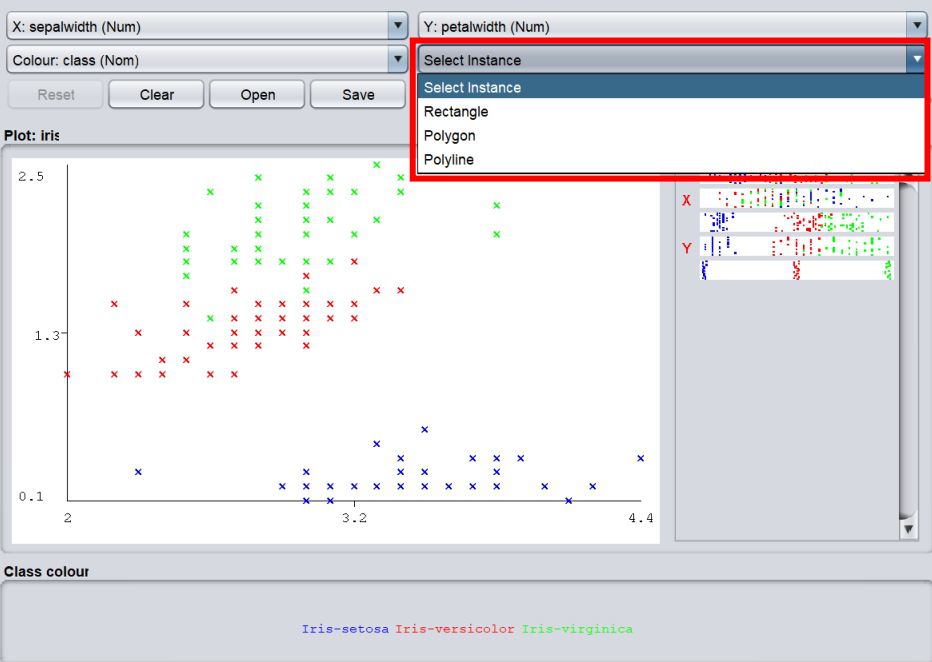 X: sepalwidth (Num) Y: petalwidth (Num)
Colour: class (Nom) Select Instance
Select Instance
Reset Clear Open Save
Rectangle
Polygon
Polyline
Plot: iris
2.5
X
Y
1.3
0.1
2 3.2 4.4
Class colour
Iris-setosa Iris-versicolor Iris-virginica